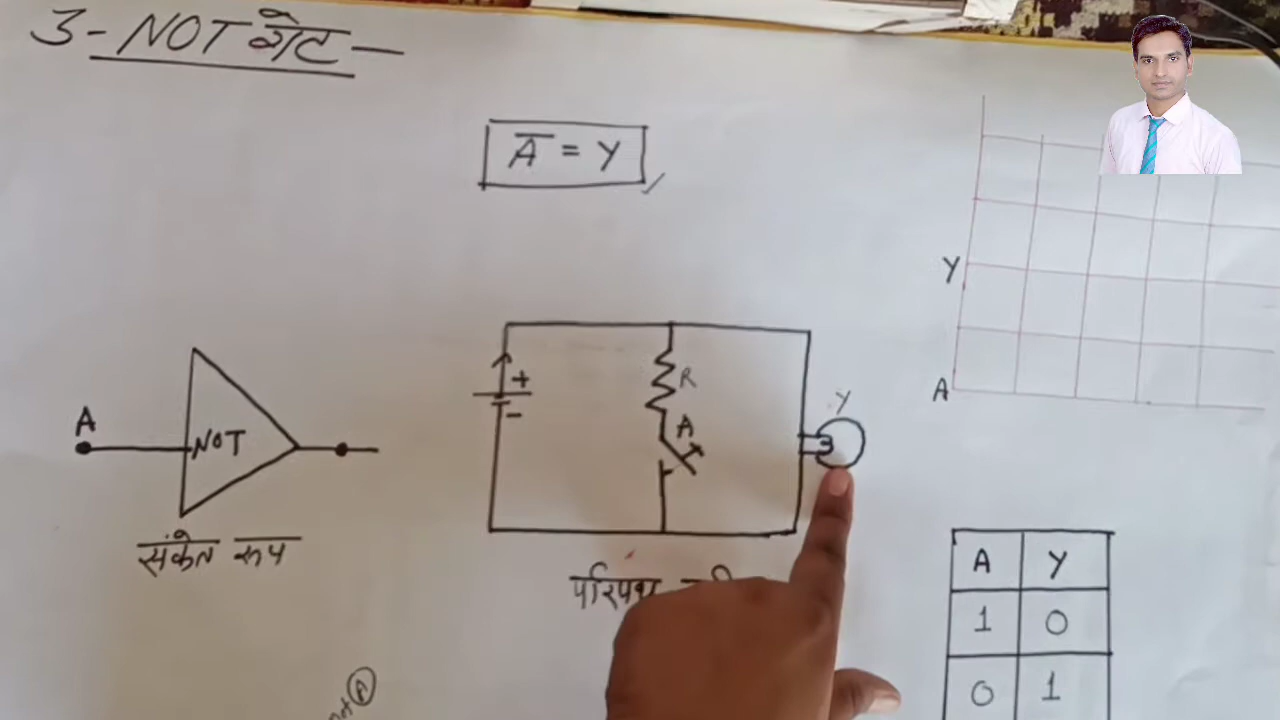 3- NOT गेट —
A̅ = Y
Y
A
+
-
R
A
Y
A
NOT
संकेत रूप
परिपथ
A Y
1 0
0 1
A